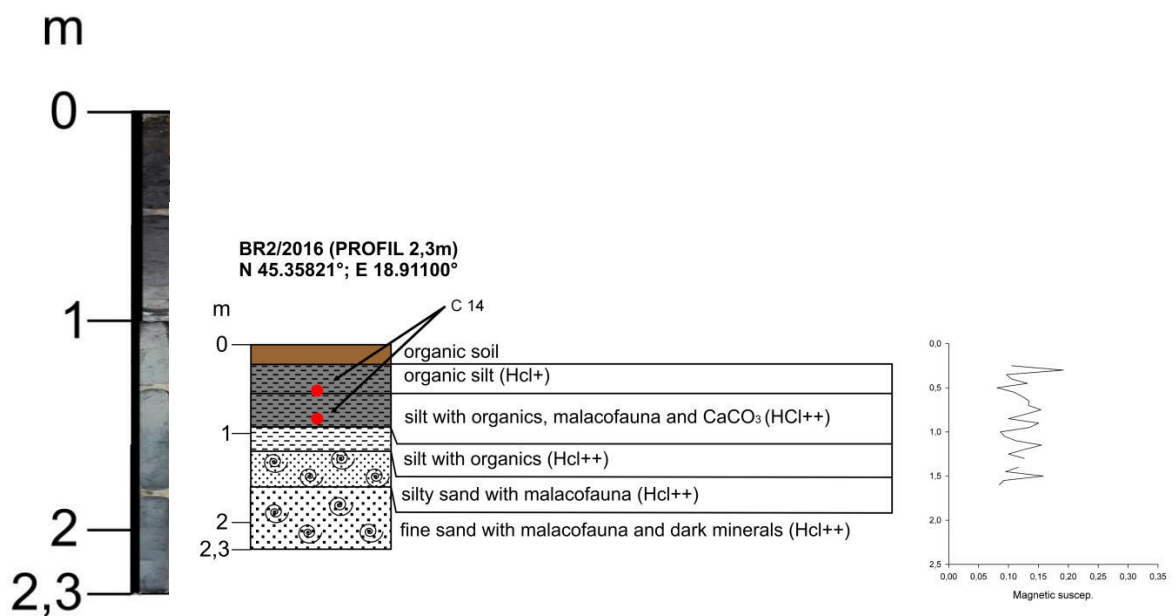 m
0
1
2
2,3
BR2/2016 (PROFIL 2,3m)
N 45.35821°; E 18.91100°
m
C 14
0
organic soil
organic silt (Hcl+)
silt with organics, malacofauna and CaCO₃ (HCl++)
1
silt with organics (Hcl++)
silty sand with malacofauna (Hcl++)
2
fine sand with malacofauna and dark minerals (Hcl++)
2,3
0,0
0,5
1,0
1,5
2,0
2,5
0,00 0,05 0,10 0,15 0,20 0,25 0,30 0,35
Magnetic suscep.